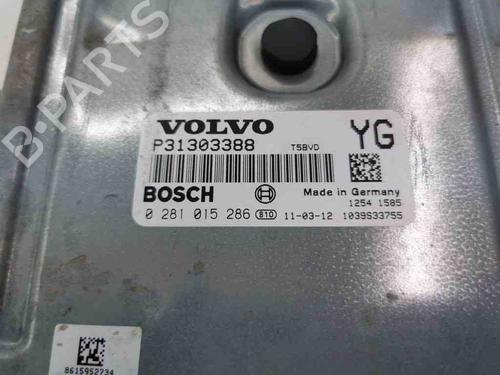 B-PARTS
VOLVO YG
P31303388 T5BVD
BOSCH Made in Germany
1254 1585
0 281 015 286 B10 11-03-12 1039S33755
8615952734